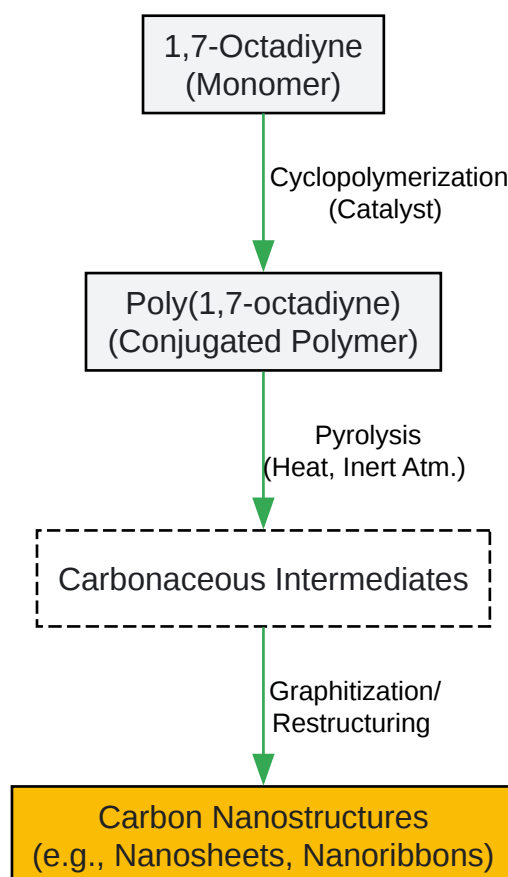 1,7-Octadiyne
(Monomer)
Cyclopolymerization
(Catalyst)
Poly(1,7-octadiyne)
(Conjugated Polymer)
Pyrolysis
(Heat, Inert Atm.)
Carbonaceous Intermediates
Graphitization/
Restructuring
Carbon Nanostructures
(e.g., Nanosheets, Nanoribbons)